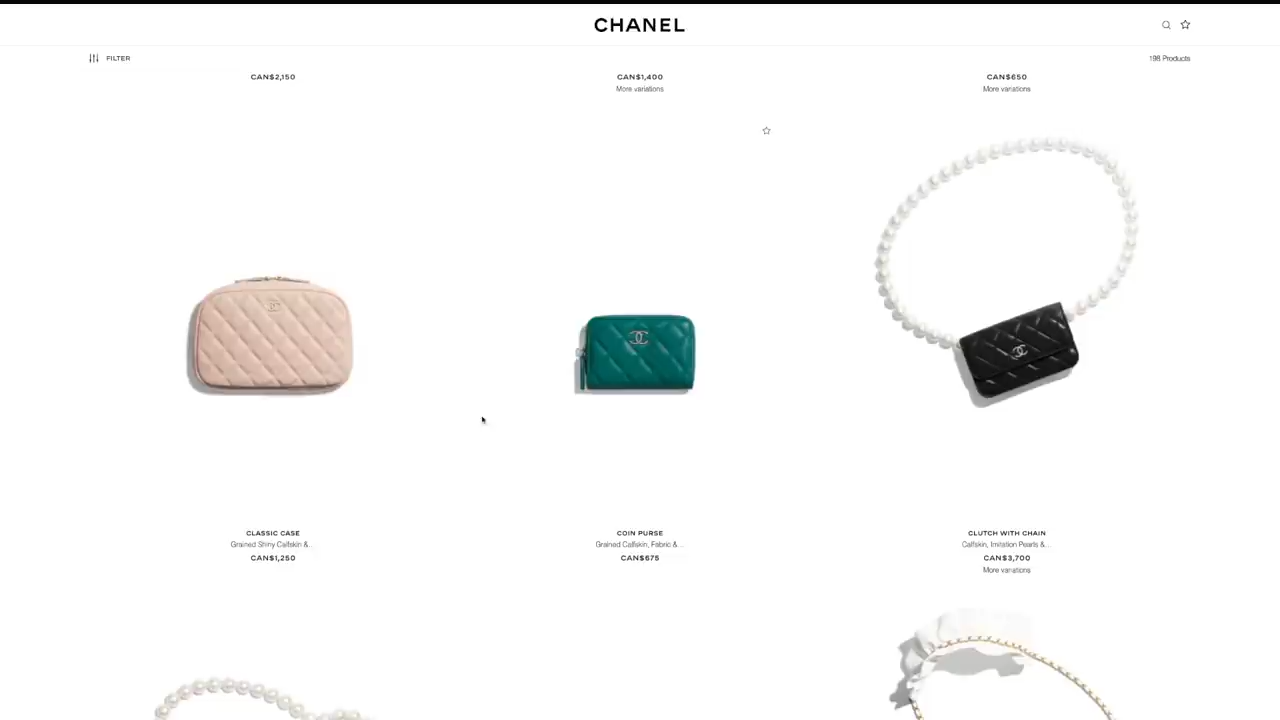 CHANEL
FILTER
198 Products
CAN$2,150
CAN$1,400
CAN$650
More variations
More variations
CLASSIC CASE
COIN PURSE
CLUTCH WITH CHAIN
Grained Shiny Calfskin &...
Grained Calfskin, Fabric &...
Calfskin, Imitation Pearls &...
CAN$1,250
CAN$675
CAN$3,700
More variations